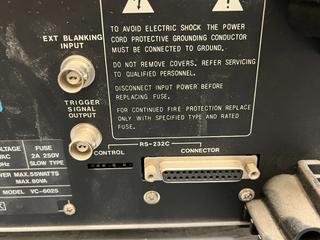 EXT BLANKING
INPUT
TRIGGER
SIGNAL
OUTPUT
TO AVOID ELECTRIC SHOCK THE POWER
CORD PROTECTIVE GROUNDING CONDUCTOR
MUST BE CONNECTED TO GROUND,
DO NOT REMOVE COVERS. REFER SERVICING
TO QUALIFIED PERSONNEL.
DISCONNECT INPUT POWER BEFORE
REPLACING FUSE.
FOR CONTINUED FIRE PROTECTION REPLACE
ONLY WITH SPECIFIED TYPE AND RATED
FUSE.
RS-232C
CONTROL
CONNECTOR
VOLTAGE FUSE
VAC 2A 250V
SLOW TYPE
POWER MAX.55WATTS
MAX.80VA
MODEL VC-6025